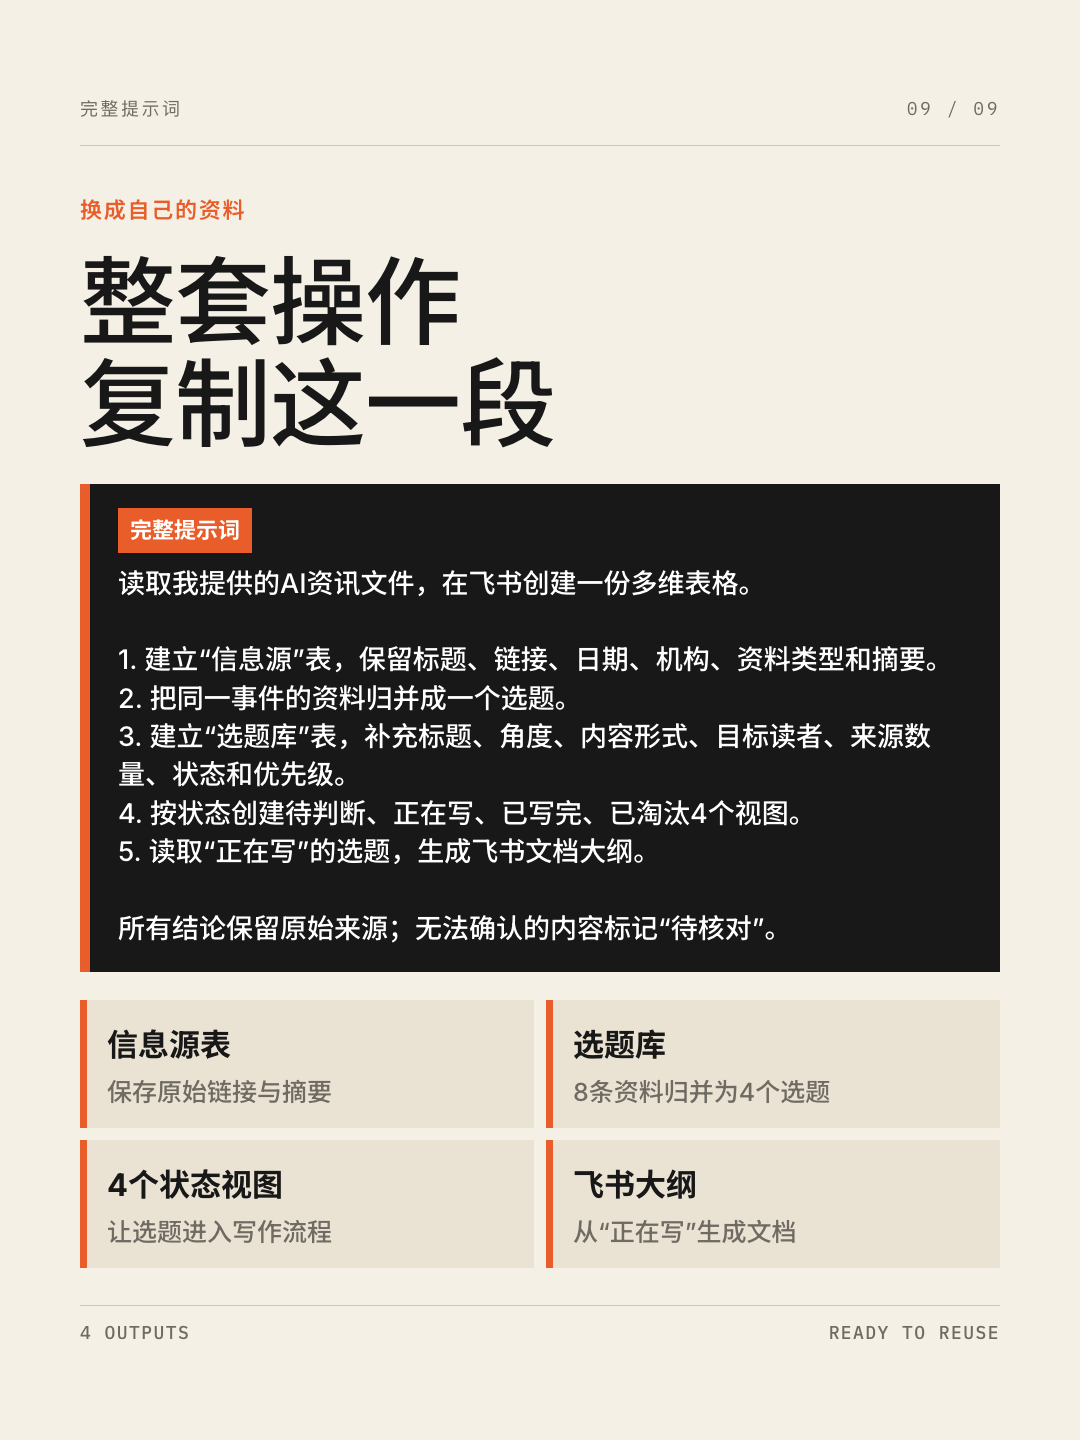 完整提示词
09 / 09
换成自己的资料
整套操作
复制这一段
完整提示词
读取我提供的AI资讯文件，在飞书创建一份多维表格。
1. 建立“信息源”表，保留标题、链接、日期、机构、资料类型和摘要。
2. 把同一事件的资料归并成一个选题。
3. 建立“选题库”表，补充标题、角度、内容形式、目标读者、来源数
量、状态和优先级。
4. 按状态创建待判断、正在写、已写完、已淘汰4个视图。
5. 读取“正在写”的选题，生成飞书文档大纲。
所有结论保留原始来源；无法确认的内容标记“待核对”。
信息源表
保存原始链接与摘要
选题库
8条资料归并为4个选题
4个状态视图
让选题进入写作流程
飞书大纲
从“正在写”生成文档
4 OUTPUTS
READY TO REUSE